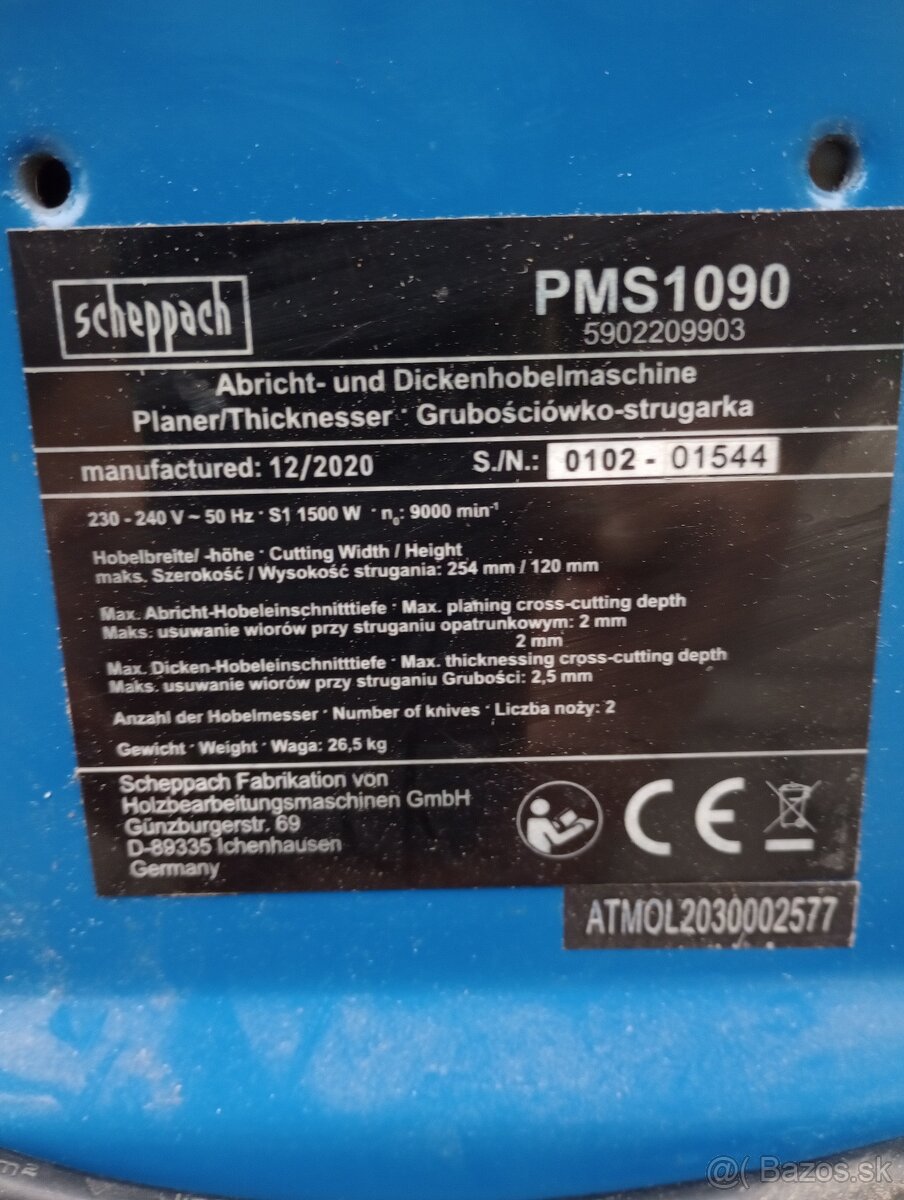 scheppach
PMS1090
5902209903
Abricht- und Dickenhobelmaschine
Planer/Thicknesser · Grubościówko-strugarka
manufactured: 12/2020
S./N.: 0102 - 01544
230 - 240 V ~ 50 Hz · S1 1500 W · n₀: 9000 min⁻¹
Hobelbreite/ -höhe · Cutting Width / Height
maks. Szerokość / Wysokość strugania: 254 mm / 120 mm
Max. Abricht-Hobeleinschnitttiefe · Max. planing cross-cutting depth
Maks. usuwanie wiorów przy struganiu opatrunkowym: 2 mm
2 mm
Max. Dicken-Hobeleinschnitttiefe · Max. thicknessing cross-cutting depth
Maks. usuwanie wiorów przy struganiu Grubości: 2,5 mm
Anzahl der Hobelmesser · Number of knives · Liczba noży: 2
Gewicht · Weight · Waga: 26,5 kg
Scheppach Fabrikation von
Holzbearbeitungsmaschinen GmbH
Günzburgerstr. 69
D-89335 Ichenhausen
Germany
CE
ATMOL2030002577
@ Bazos.sk